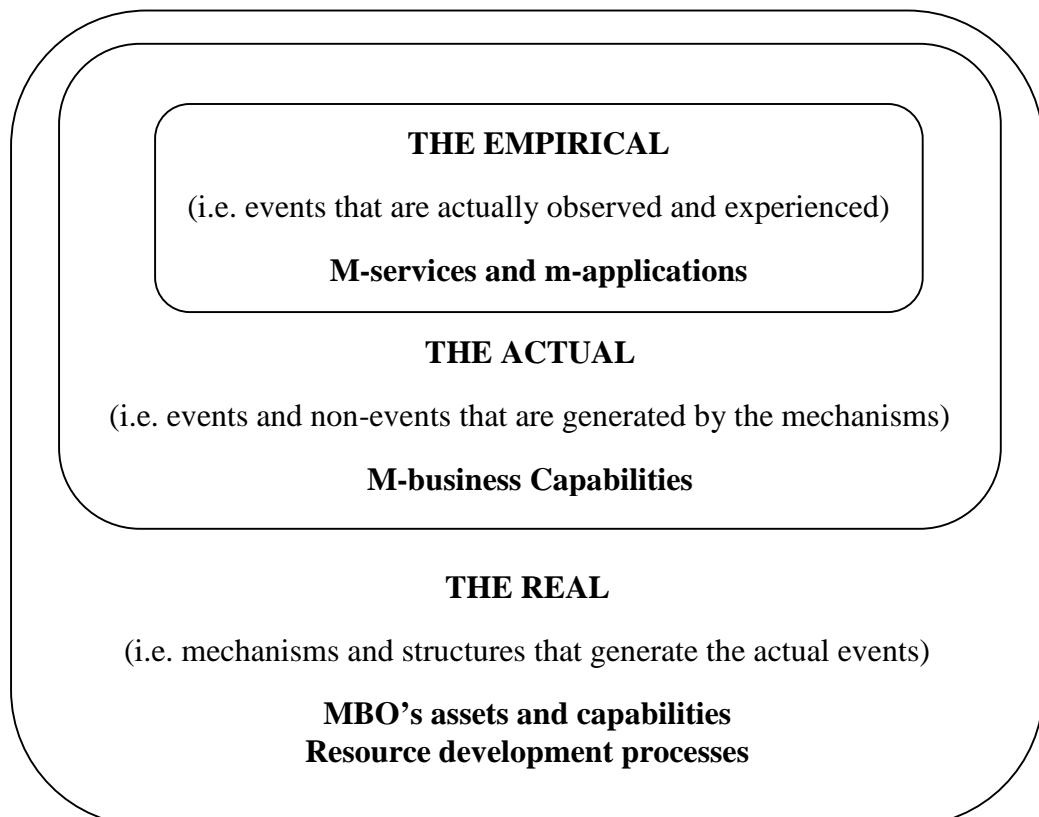 THE EMPIRICAL
(i.e. events that are actually observed and experienced)
M-services and m-applications
THE ACTUAL
(i.e. events and non-events that are generated by the mechanisms)
M-business Capabilities
THE REAL
(i.e. mechanisms and structures that generate the actual events)
MBO’s assets and capabilities
Resource development processes